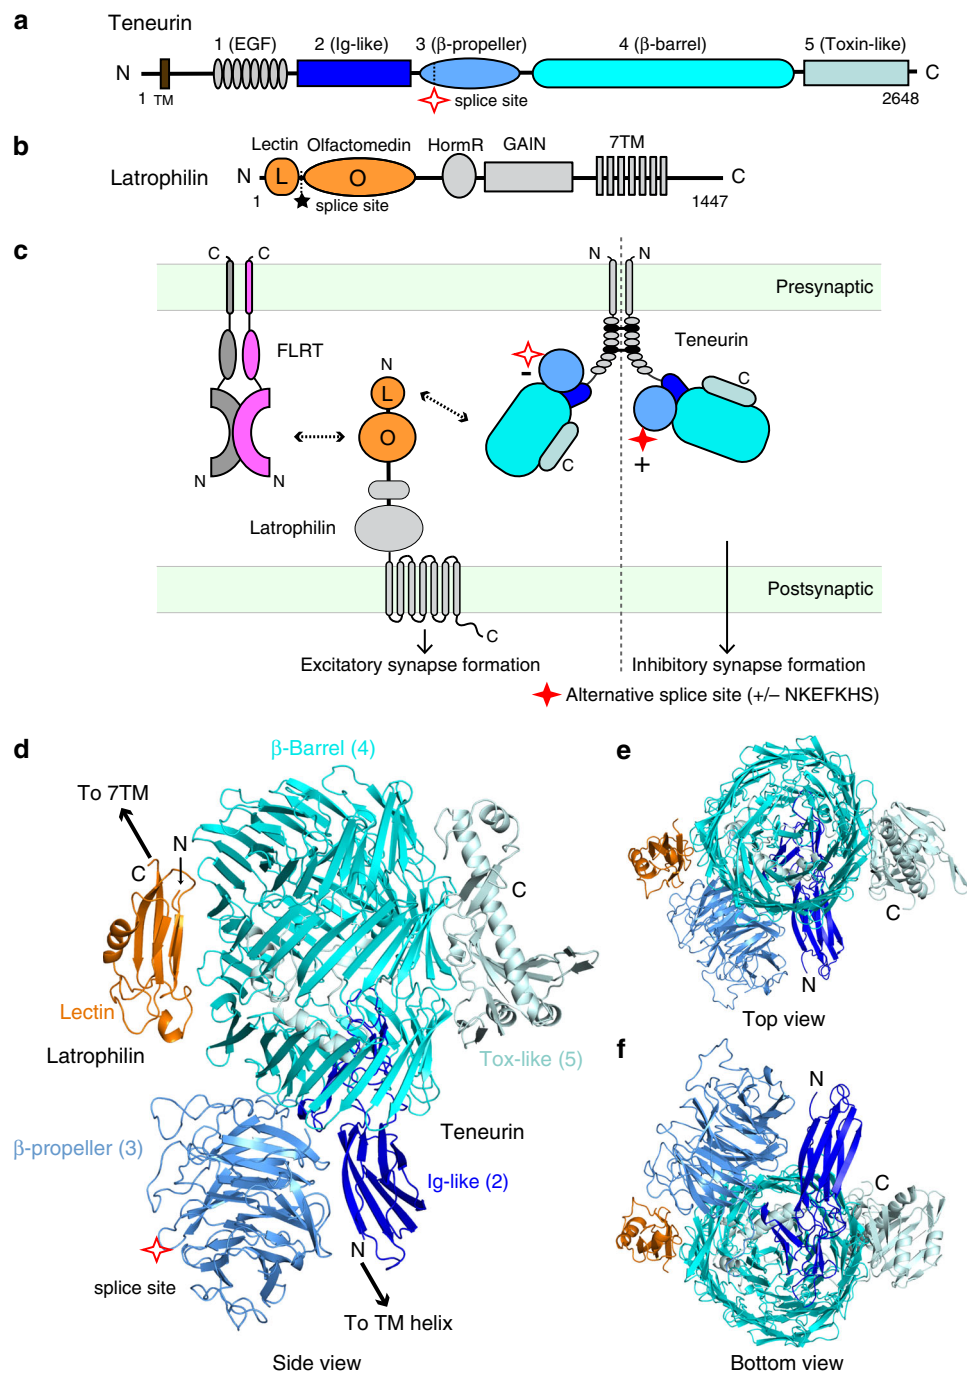 a
Teneurin
1 (EGF) 2 (Ig-like) 3 (β-propeller) 4 (β-barrel) 5 (Toxin-like)
N C
1 TM splice site 2648
b
Lectin Olfactomedin HormR GAIN 7TM
Latrophilin N L O C
1 splice site 1447
c
C C N N
Presynaptic
FLRT
Teneurin
N
L
O
N N
-
C
C
+
Latrophilin
Postsynaptic
C
Excitatory synapse formation Inhibitory synapse formation
Alternative splice site (+/– NKEFKHS)
d
β-Barrel (4)
To 7TM
N
C
C
Lectin
Latrophilin
Tox-like (5)
β-propeller (3)
Teneurin
Ig-like (2)
N
splice site
To TM helix
Side view
e
C
N
Top view
f
N
C
Bottom view